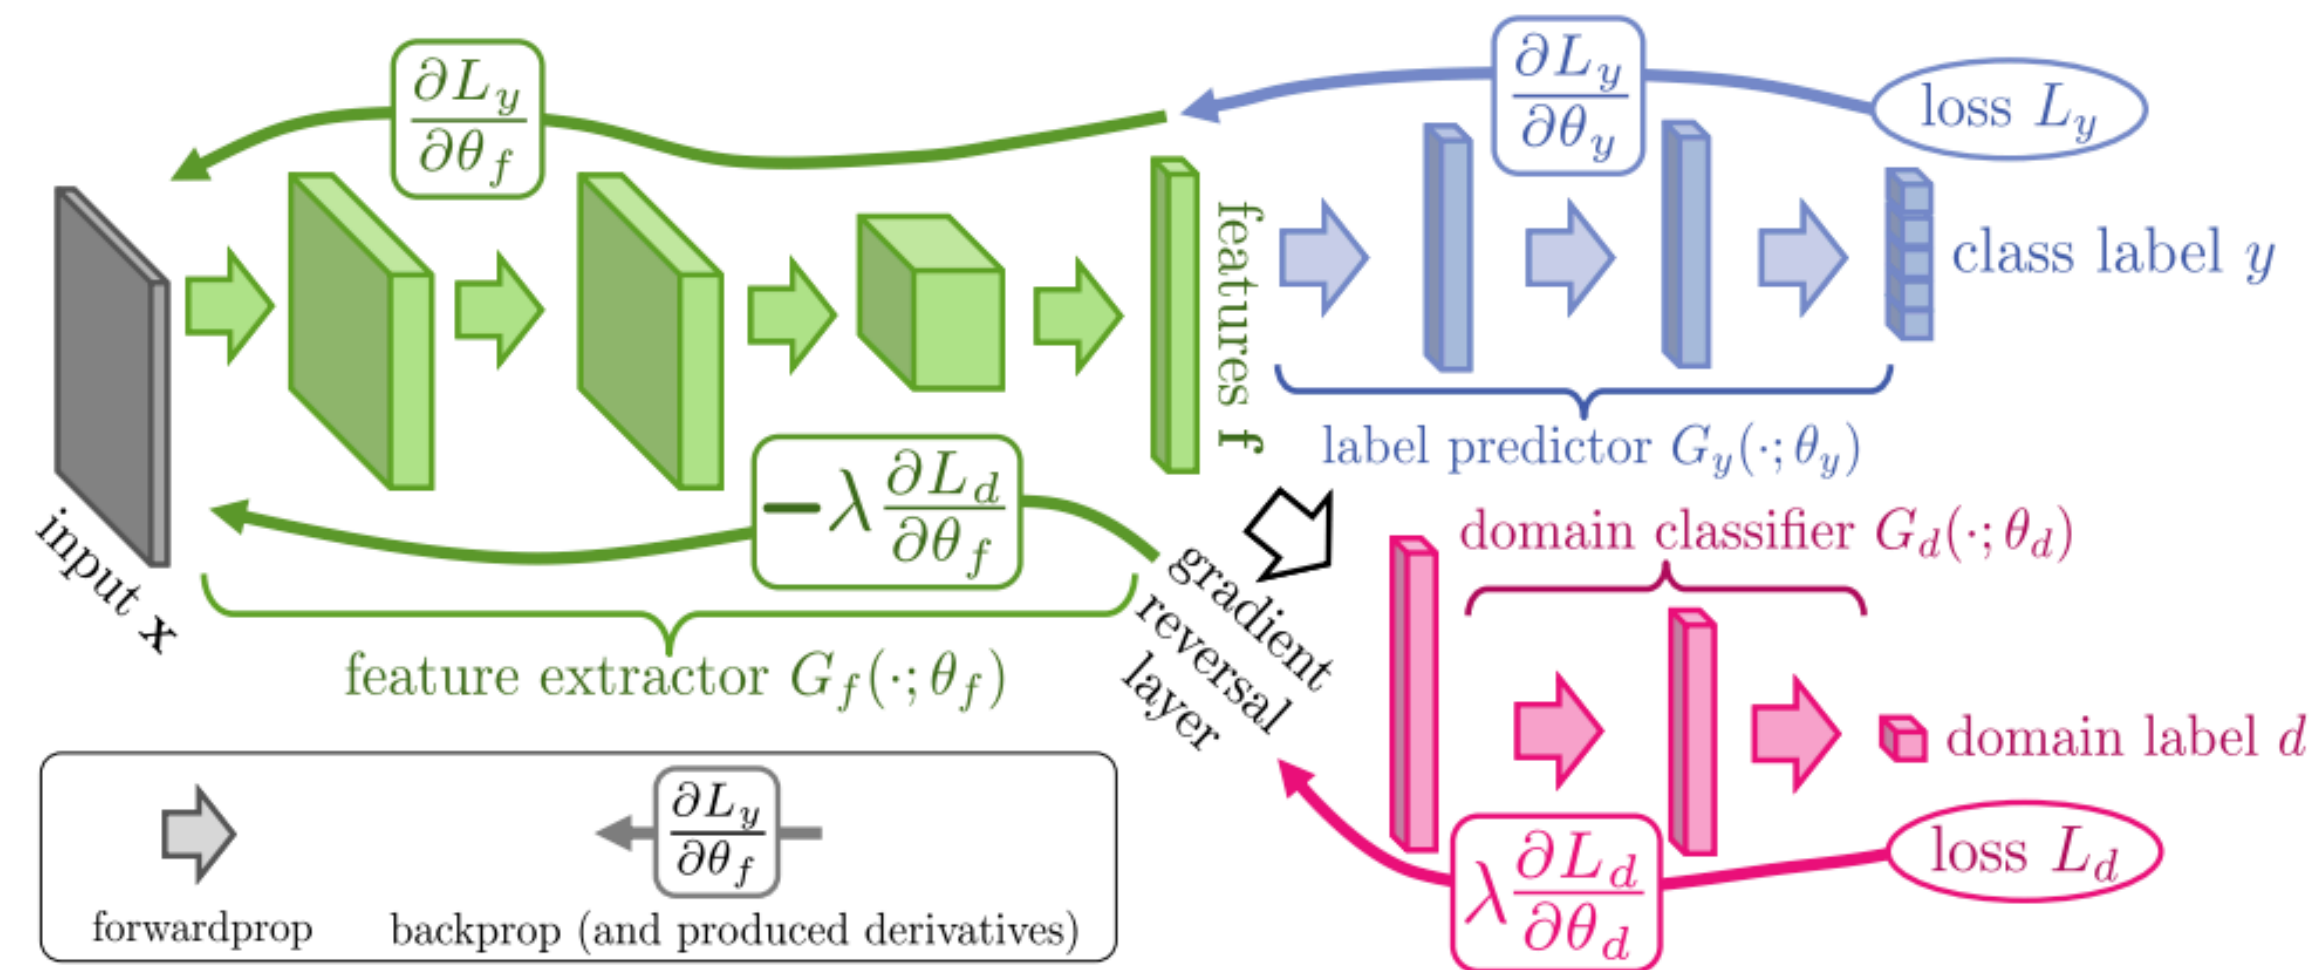 ∂L_y/∂θ_f
∂L_y/∂θ_y
loss L_y
features f
class label y
label predictor G_y(·; θ_y)
−λ ∂L_d/∂θ_f
input x
feature extractor G_f(·; θ_f)
gradient
reversal
layer
domain classifier G_d(·; θ_d)
domain label d
λ ∂L_d/∂θ_d
loss L_d
forwardprop
∂L_y/∂θ_f
backprop (and produced derivatives)